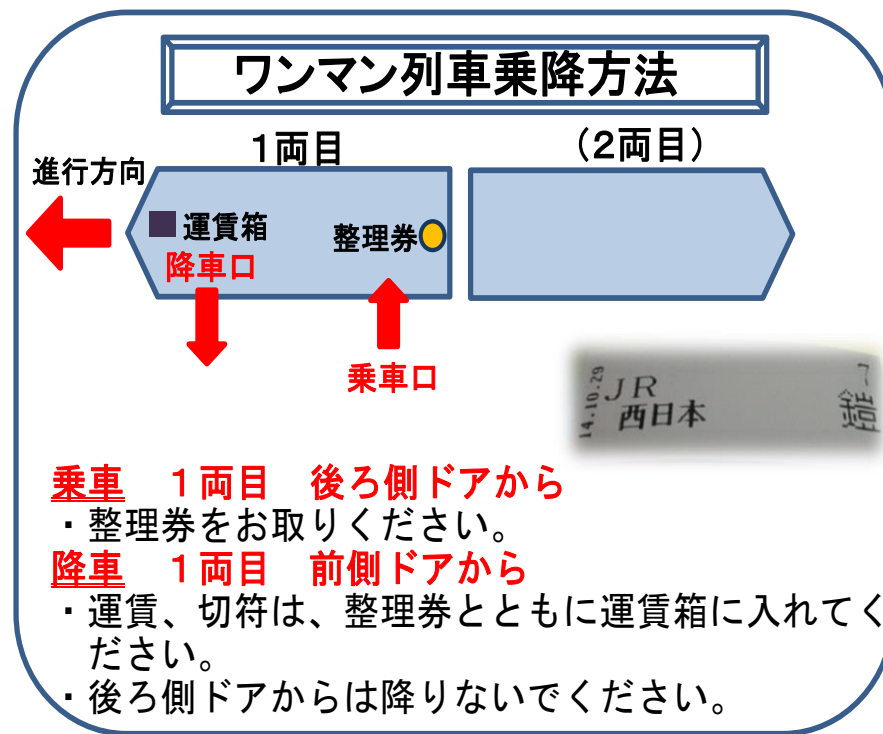 ワンマン列車乗降方法
1両目
(2両目)
進行方向
運賃箱
整理券
降車口
乗車口
14.10.29
JR
西日本
鎧
乗車　1両目　後ろ側ドアから
・整理券をお取りください。
降車　1両目　前側ドアから
・運賃、切符は、整理券とともに運賃箱に入れてく
ださい。
・後ろ側ドアからは降りないでください。